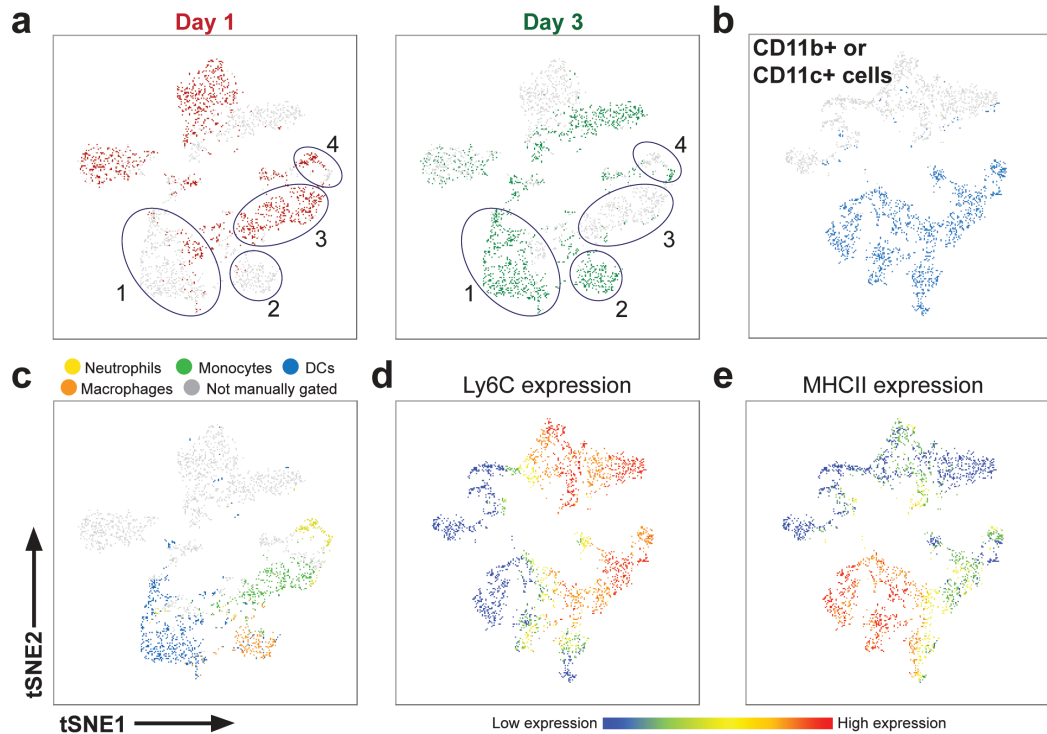 a
Day 1
Day 3
b
CD11b+ or
CD11c+ cells
4
3
1
2
4
3
1
2
c
Neutrophils
Monocytes
DCs
Macrophages
Not manually gated
d
Ly6C expression
e
MHCII expression
tSNE2
tSNE1
Low expression
High expression